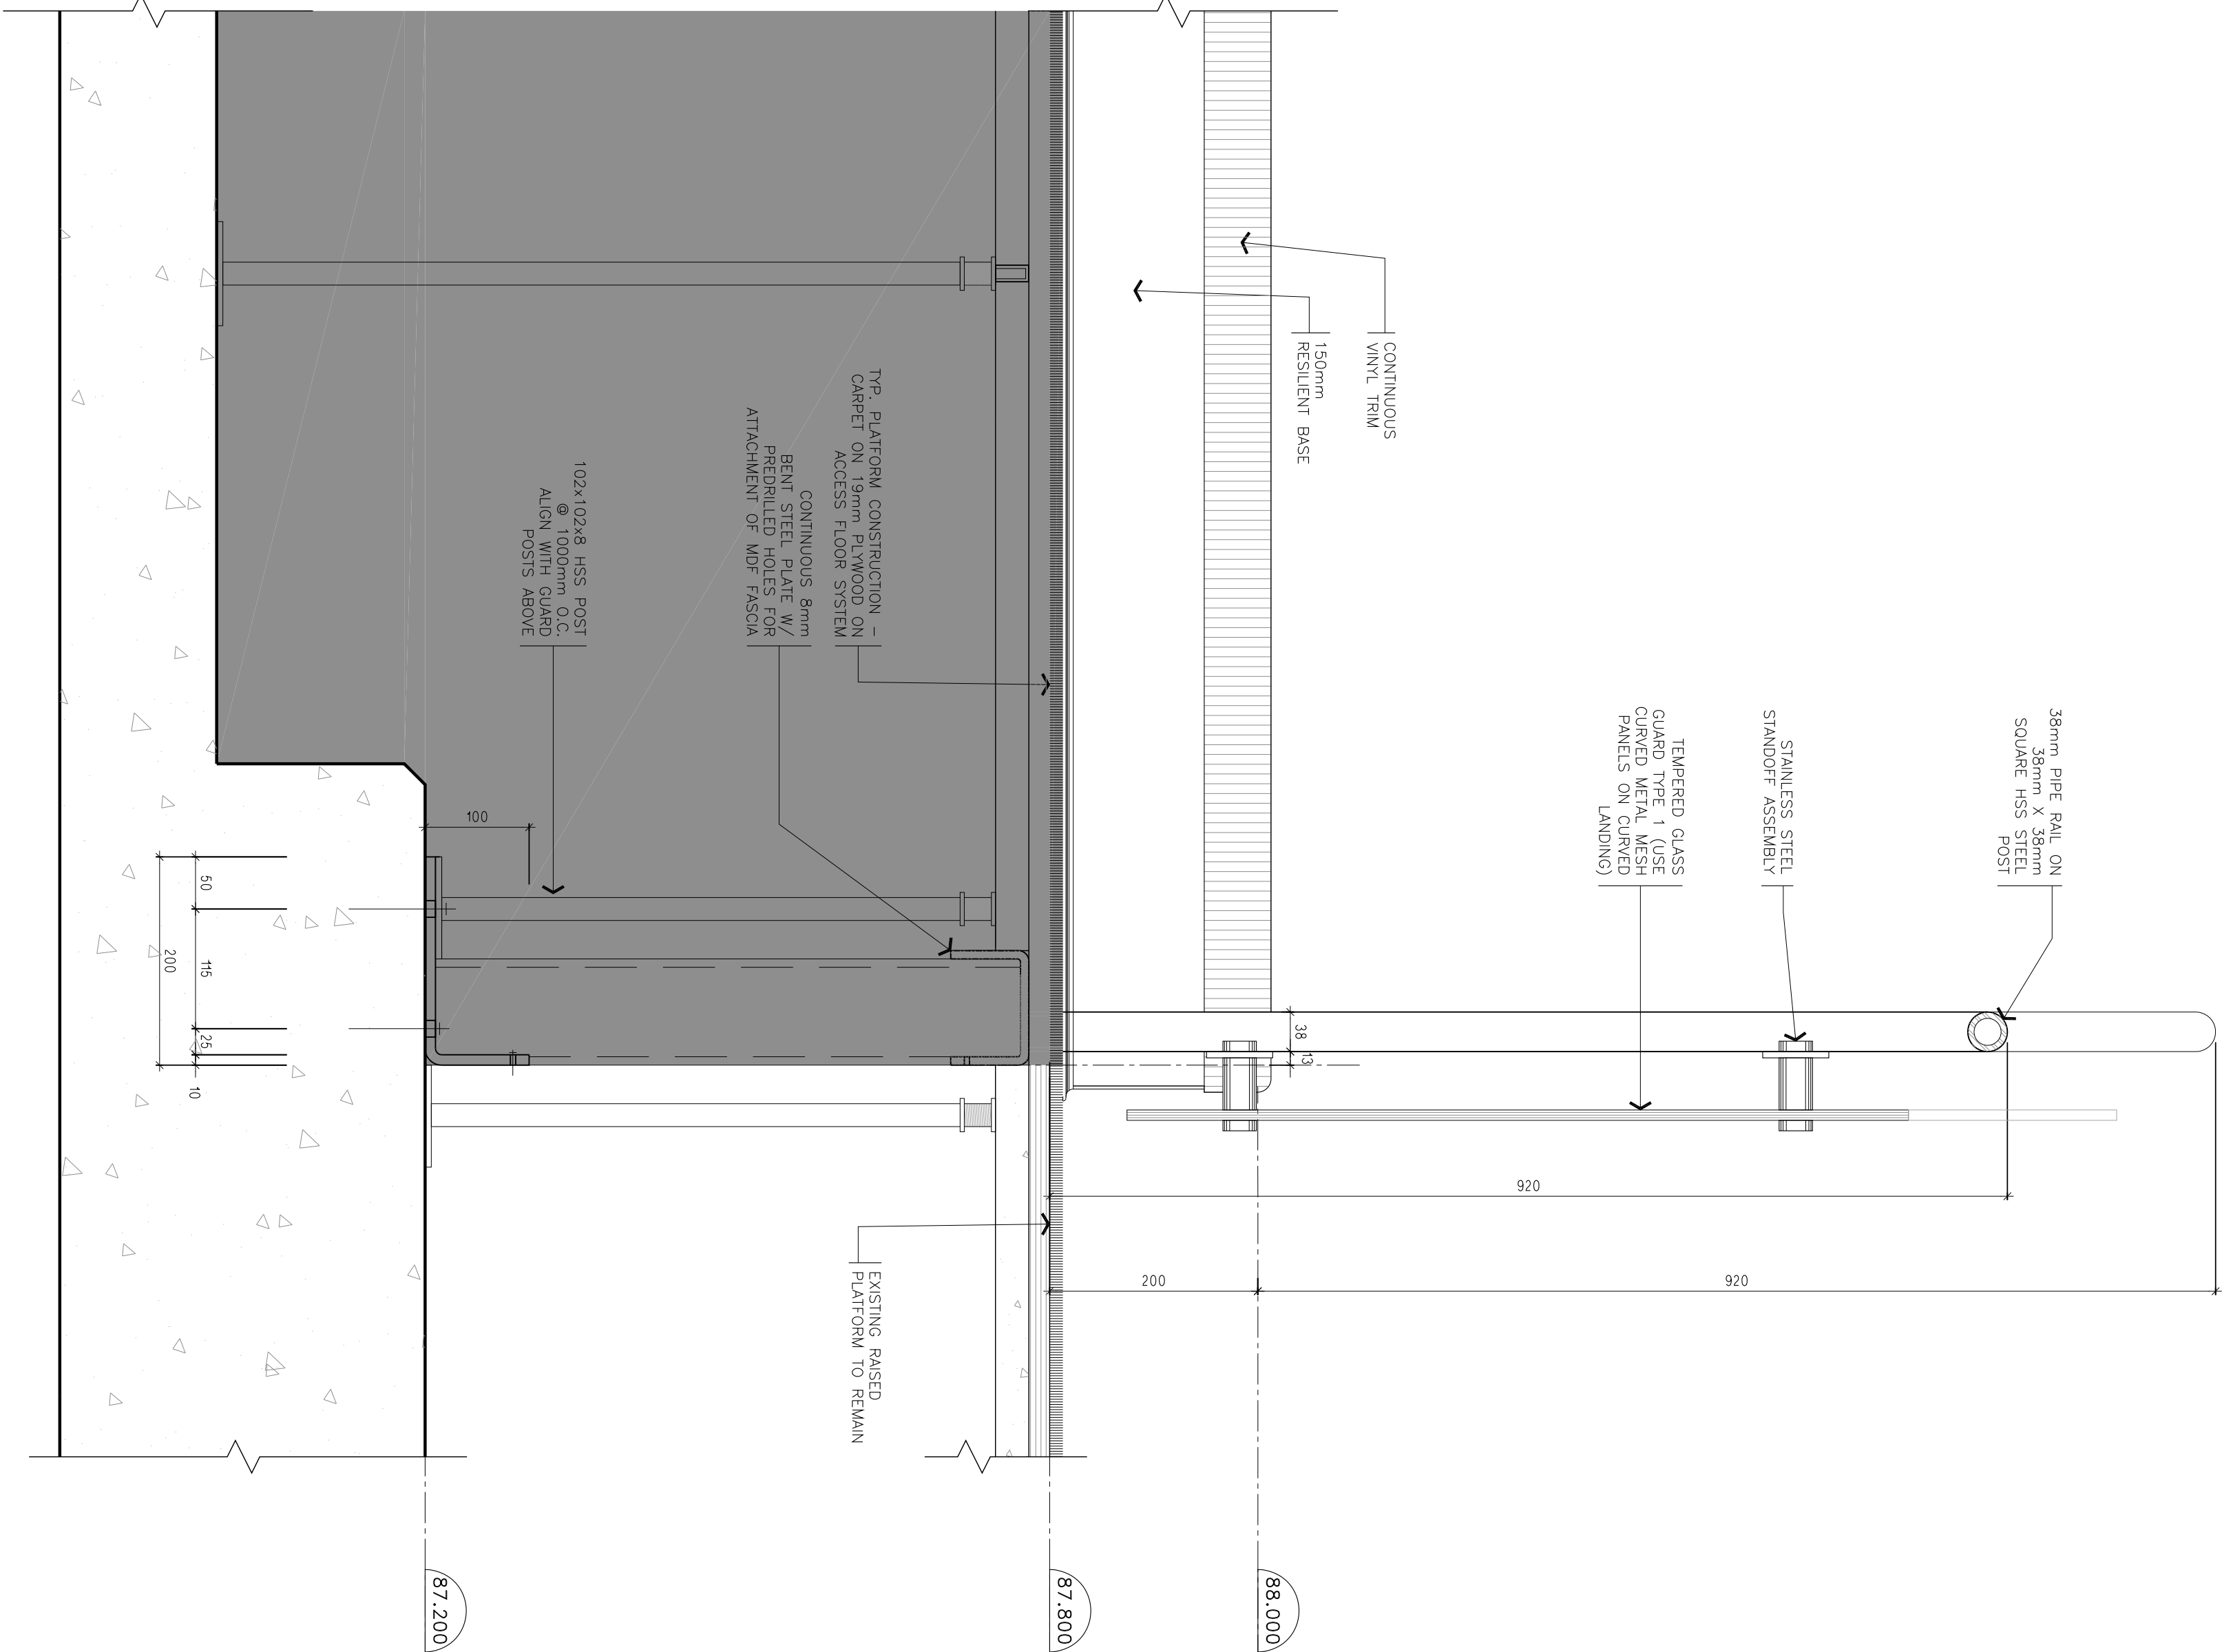 38mm PIPE RAIL ON
38mm X 38mm
SQUARE HSS STEEL
POST
STAINLESS STEEL
STANDOFF ASSEMBLY
TEMPERED GLASS
GUARD TYPE 1 (USE
CURVED METAL MESH
PANELS ON CURVED
LANDING)
CONTINUOUS
VINYL TRIM
150mm
RESILIENT BASE
TYP. PLATFORM CONSTRUCTION –
CARPET ON 19mm PLYWOOD ON
ACCESS FLOOR SYSTEM
CONTINUOUS 8mm
BENT STEEL PLATE W/
PREDRILLED HOLES FOR
ATTACHMENT OF MDF FASCIA
102x102x8 HSS POST
@ 1000mm O.C.
ALIGN WITH GUARD
POSTS ABOVE
EXISTING RAISED
PLATFORM TO REMAIN
38
13
920
920
200
100
50
115
25
10
200
88.000
87.800
87.200